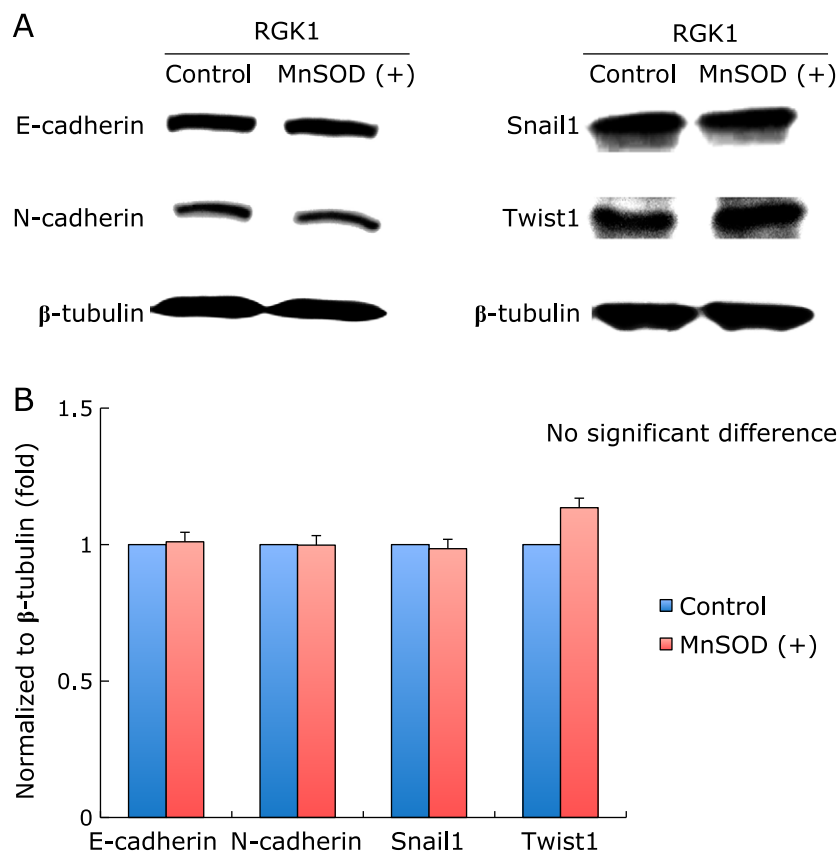 A
RGK1
Control MnSOD (+)
E-cadherin
N-cadherin
β-tubulin
RGK1
Control MnSOD (+)
Snail1
Twist1
β-tubulin
B
No significant difference
Normalized to β-tubulin (fold)
1.5
1
0.5
0
E-cadherin N-cadherin Snail1 Twist1
Control
MnSOD (+)